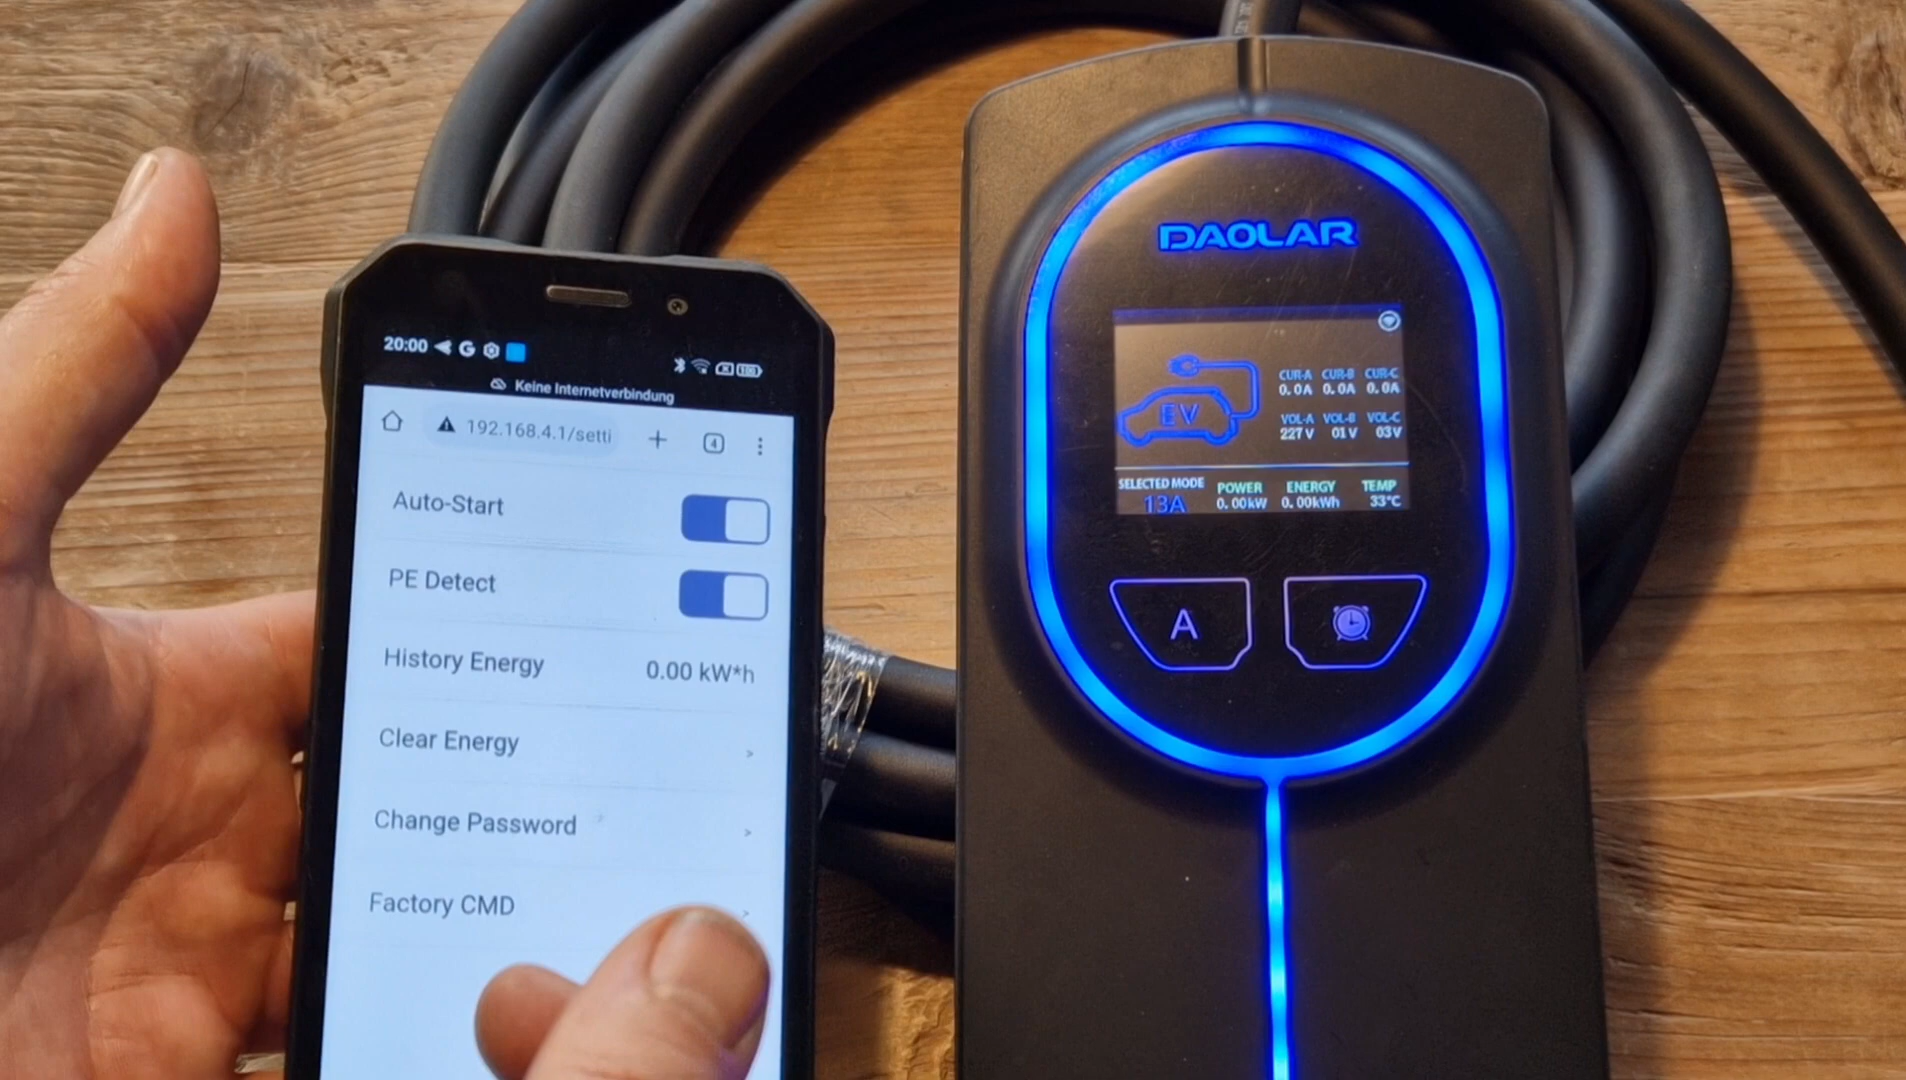 20:00
Keine Internetverbindung
192.168.4.1/setti
4
Auto-Start
PE Detect
History Energy 0.00 kW*h
Clear Energy >
Change Password >
Factory CMD >
DAOLAR
EV
CUR-A CUR-B CUR-C
0.0A 0.0A 0.0A
VOL-A VOL-B VOL-C
227V 01V 03V
SELECTED MODE POWER ENERGY TEMP
13A 0.00kW 0.00kWh 33°C
A